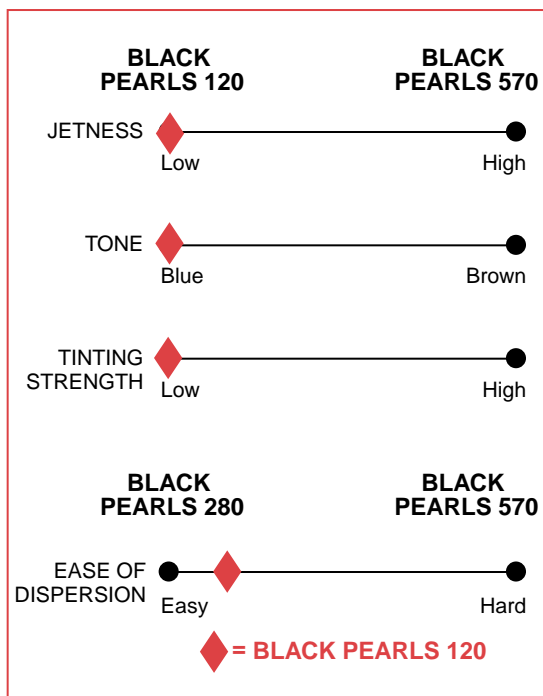 BLACK PEARLS 120
BLACK PEARLS 570
JETNESS
Low
High
TONE
Blue
Brown
TINTING STRENGTH
Low
High
BLACK PEARLS 280
BLACK PEARLS 570
EASE OF DISPERSION
Easy
Hard
= BLACK PEARLS 120